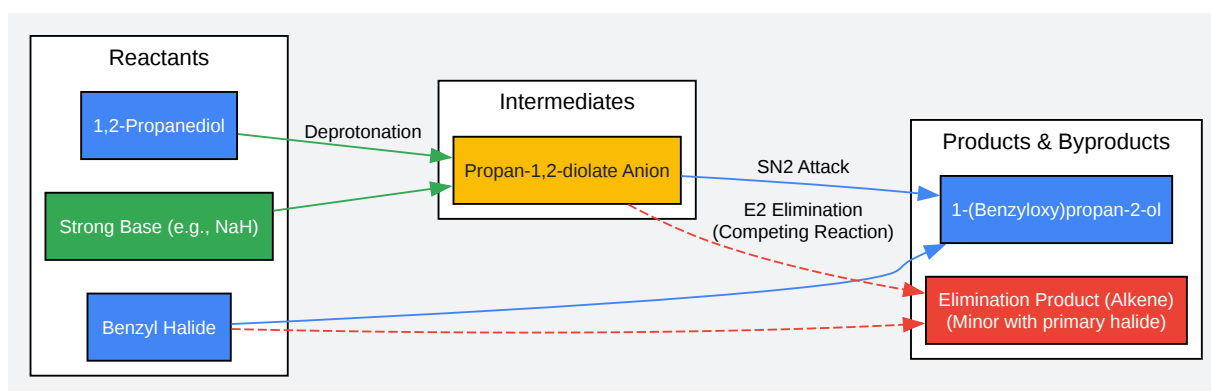 Reactants
1,2-Propanediol
Strong Base (e.g., NaH)
Benzyl Halide
Deprotonation
Intermediates
Propan-1,2-diolate Anion
SN2 Attack
E2 Elimination
(Competing Reaction)
Products & Byproducts
1-(Benzyloxy)propan-2-ol
Elimination Product (Alkene)
(Minor with primary halide)